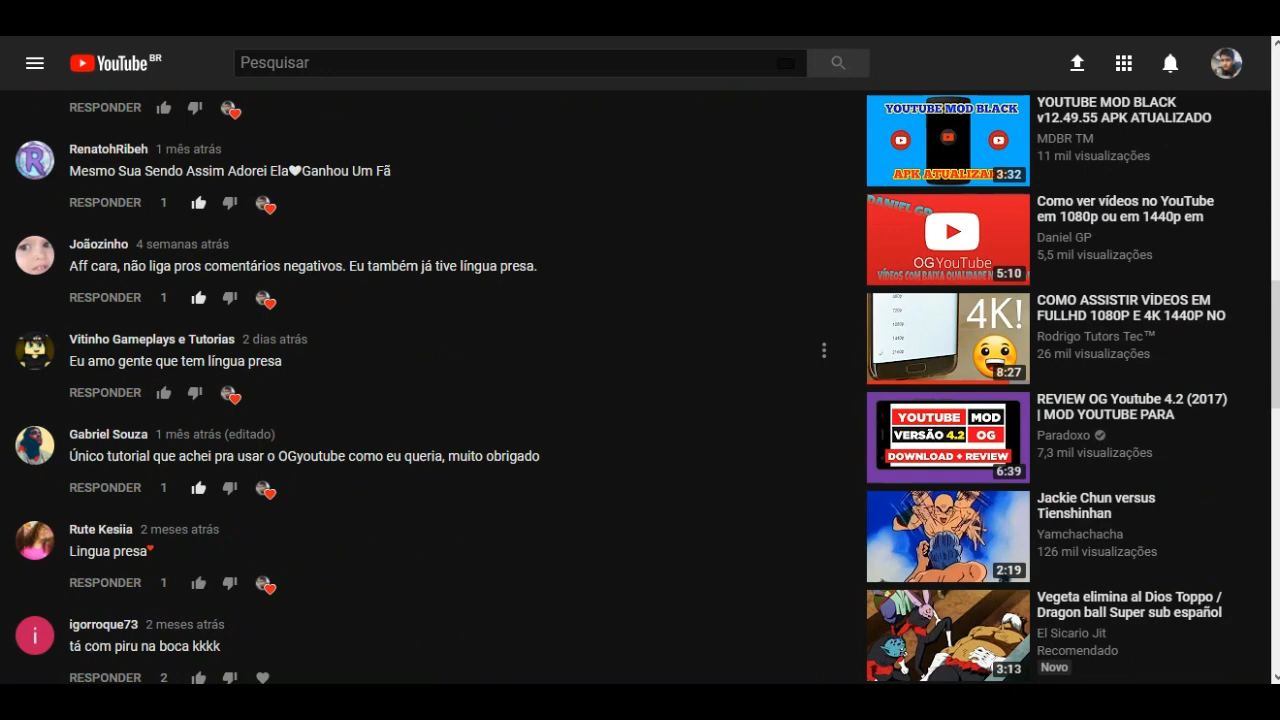 YouTube BR
Pesquisar
RESPONDER
RenatohRibeh 1 mês atrás
Mesmo Sua Sendo Assim Adorei Ela❤Ganhou Um Fã
RESPONDER 1
Joãozinho 4 semanas atrás
Aff cara, não liga pros comentários negativos. Eu também já tive língua presa.
RESPONDER 1
Vitinho Gameplays e Tutorias 2 dias atrás
Eu amo gente que tem língua presa
RESPONDER
Gabriel Souza 1 mês atrás (editado)
Único tutorial que achei pra usar o OGyoutube como eu queria, muito obrigado
RESPONDER 1
Rute Kesiia 2 meses atrás
Lingua presa❤
RESPONDER 1
igorroque73 2 meses atrás
i
tá com piru na boca kkkk
RESPONDER 2
YOUTUBE MOD BLACK
APK ATUALIZA
3:32
YOUTUBE MOD BLACK
v12.49.55 APK ATUALIZADO
MDBR TM
11 mil visualizações
DANIEL GP
OGYouTube
VÍDEOS COM BAIXA QUALIDADE N
5:10
Como ver vídeos no YouTube
em 1080p ou em 1440p em
Daniel GP
5,5 mil visualizações
4K!
8:27
COMO ASSISTIR VÍDEOS EM
FULLHD 1080P E 4K 1440P NO
Rodrigo Tutors Tec™
26 mil visualizações
YOUTUBE MOD
VERSÃO 4.2 OG
DOWNLOAD + REVIEW
6:39
REVIEW OG Youtube 4.2 (2017)
| MOD YOUTUBE PARA
Paradoxo
7,3 mil visualizações
2:19
Jackie Chun versus
Tienshinhan
Yamchachacha
126 mil visualizações
3:13
Vegeta elimina al Dios Toppo /
Dragon ball Super sub español
El Sicario Jit
Recomendado
Novo